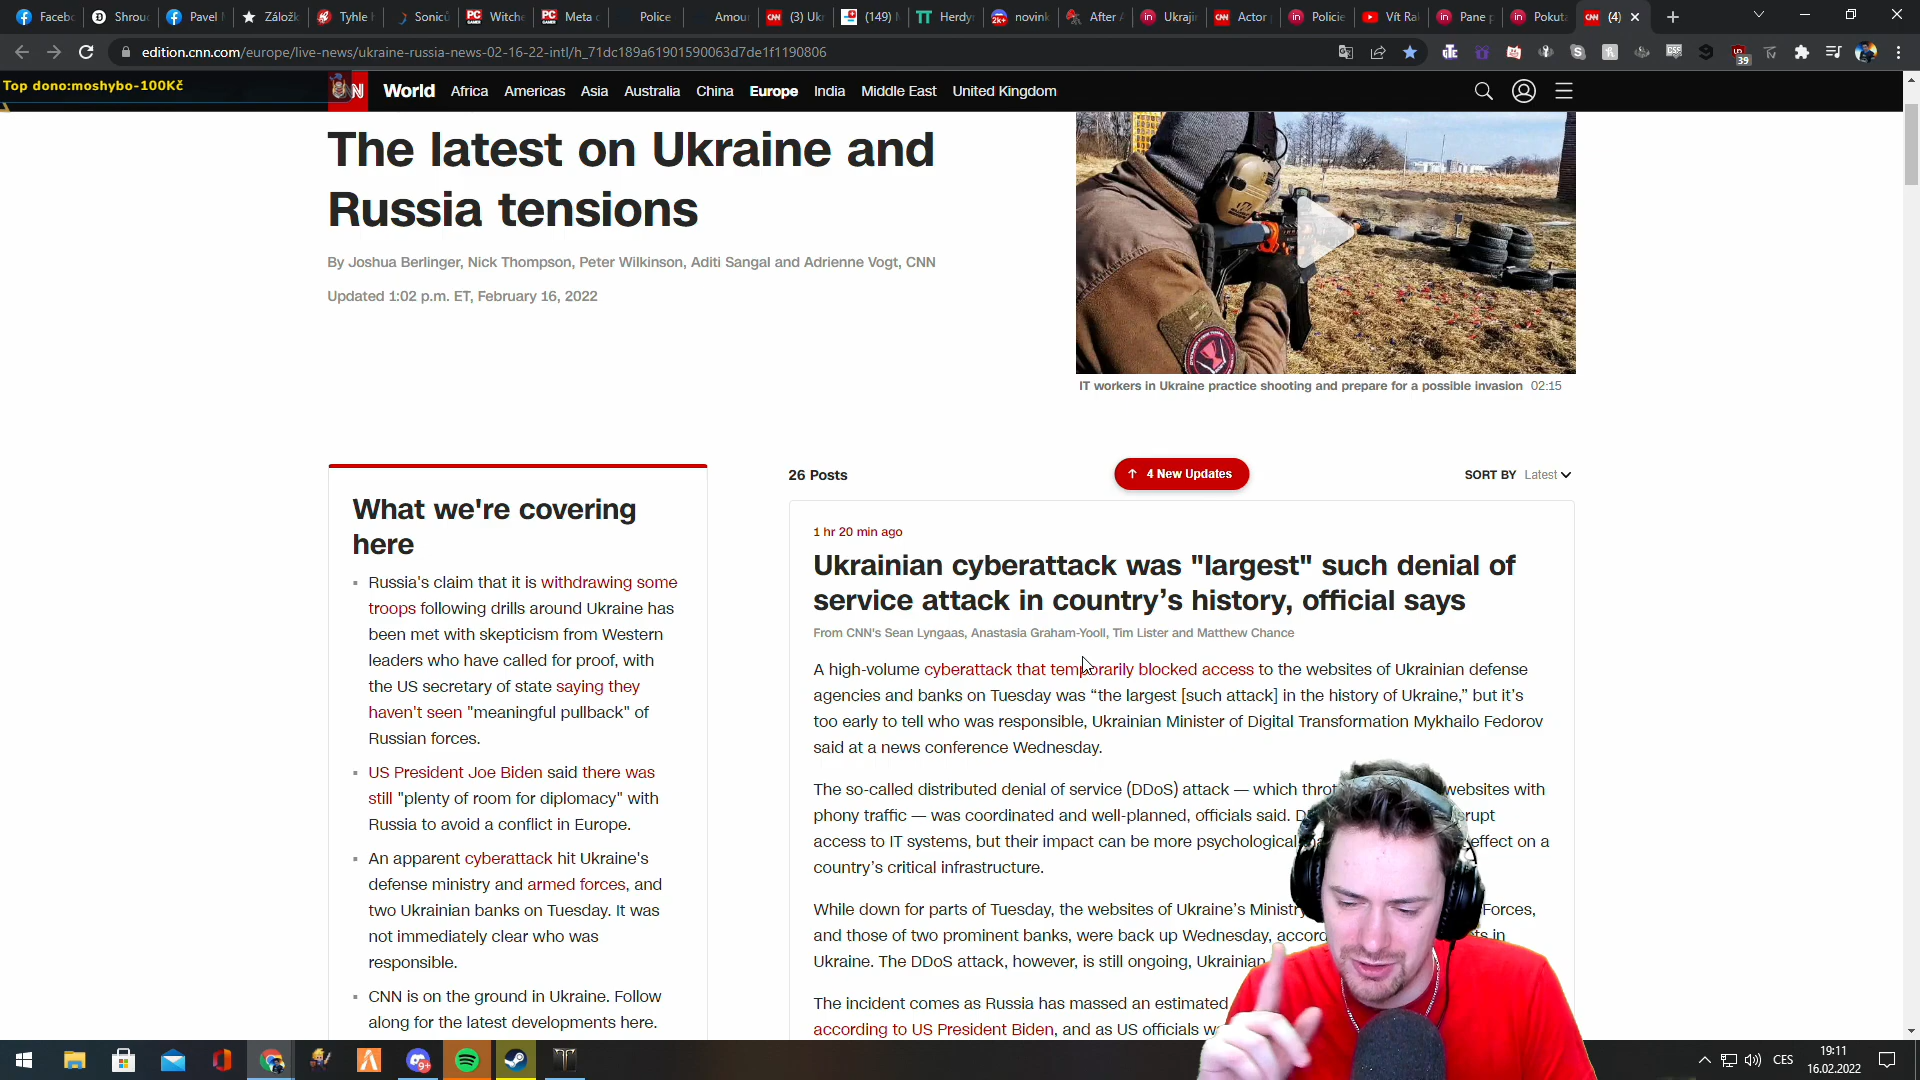 Faceb
Shrou
Pavel
Záložk
Tyhle
Soniců
Witche
Meta
Police
Amou
(3) Uk
(149)
Herdy
novink
After
Ukraji
Actor
Policie
Vít Ra
Pane p
Pokut
(4)
edition.cnn.com/europe/live-news/ukraine-russia-news-02-16-22-intl/h_71dc189a61901590063d7de1f1190806
39
Top dono:moshybo-100Kč
World Africa Americas Asia Australia China Europe India Middle East United Kingdom
The latest on Ukraine and
Russia tensions
By Joshua Berlinger, Nick Thompson, Peter Wilkinson, Aditi Sangal and Adrienne Vogt, CNN
Updated 1:02 p.m. ET, February 16, 2022
IT workers in Ukraine practice shooting and prepare for a possible invasion 02:15
What we're covering
here
Russia's claim that it is withdrawing some
troops following drills around Ukraine has
been met with skepticism from Western
leaders who have called for proof, with
the US secretary of state saying they
haven't seen "meaningful pullback" of
Russian forces.
US President Joe Biden said there was
still "plenty of room for diplomacy" with
Russia to avoid a conflict in Europe.
An apparent cyberattack hit Ukraine's
defense ministry and armed forces, and
two Ukrainian banks on Tuesday. It was
not immediately clear who was
responsible.
CNN is on the ground in Ukraine. Follow
along for the latest developments here.
26 Posts
4 New Updates
SORT BY Latest
1 hr 20 min ago
Ukrainian cyberattack was "largest" such denial of
service attack in country's history, official says
From CNN's Sean Lyngaas, Anastasia Graham-Yooll, Tim Lister and Matthew Chance
A high-volume cyberattack that temporarily blocked access to the websites of Ukrainian defense
agencies and banks on Tuesday was “the largest [such attack] in the history of Ukraine,” but it’s
too early to tell who was responsible, Ukrainian Minister of Digital Transformation Mykhailo Fedorov
said at a news conference Wednesday.
The so-called distributed denial of service (DDoS) attack — which throt websites with
phony traffic — was coordinated and well-planned, officials said. D rupt
access to IT systems, but their impact can be more psychological effect on a
country’s critical infrastructure.
While down for parts of Tuesday, the websites of Ukraine’s Ministry Forces,
and those of two prominent banks, were back up Wednesday, accord in
Ukraine. The DDoS attack, however, is still ongoing, Ukrainian
The incident comes as Russia has massed an estimated
according to US President Biden, and as US officials w
CES
19:11
16.02.2022